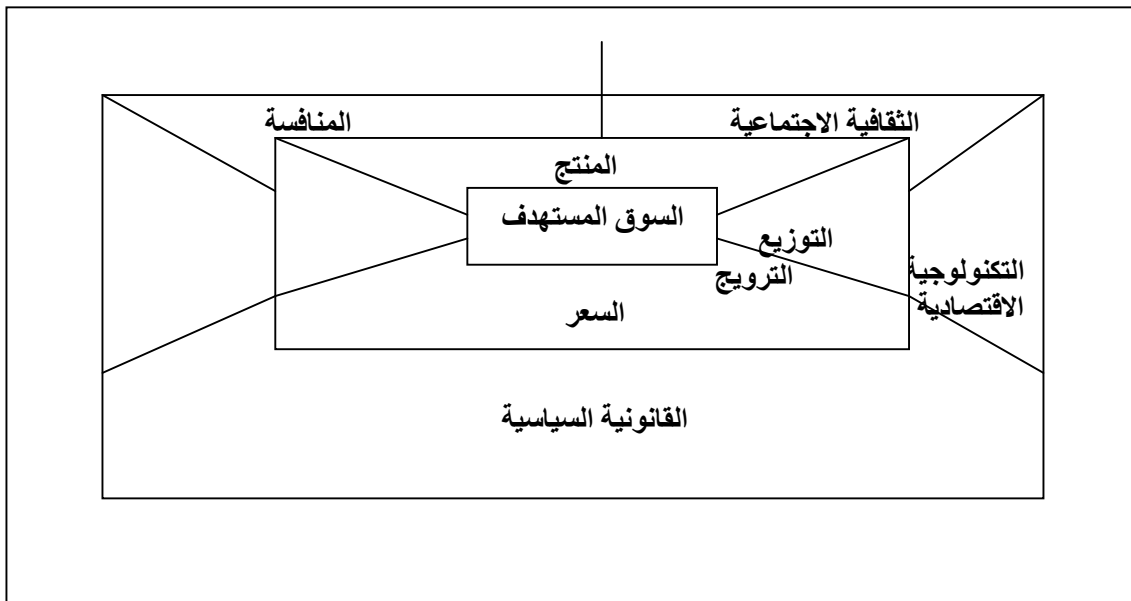 الثقافية الاجتماعية
المنافسة
المنتج
السوق المستهدف
التوزيع
الترويج
التكنولوجية
الاقتصادية
السعر
القانونية السياسية